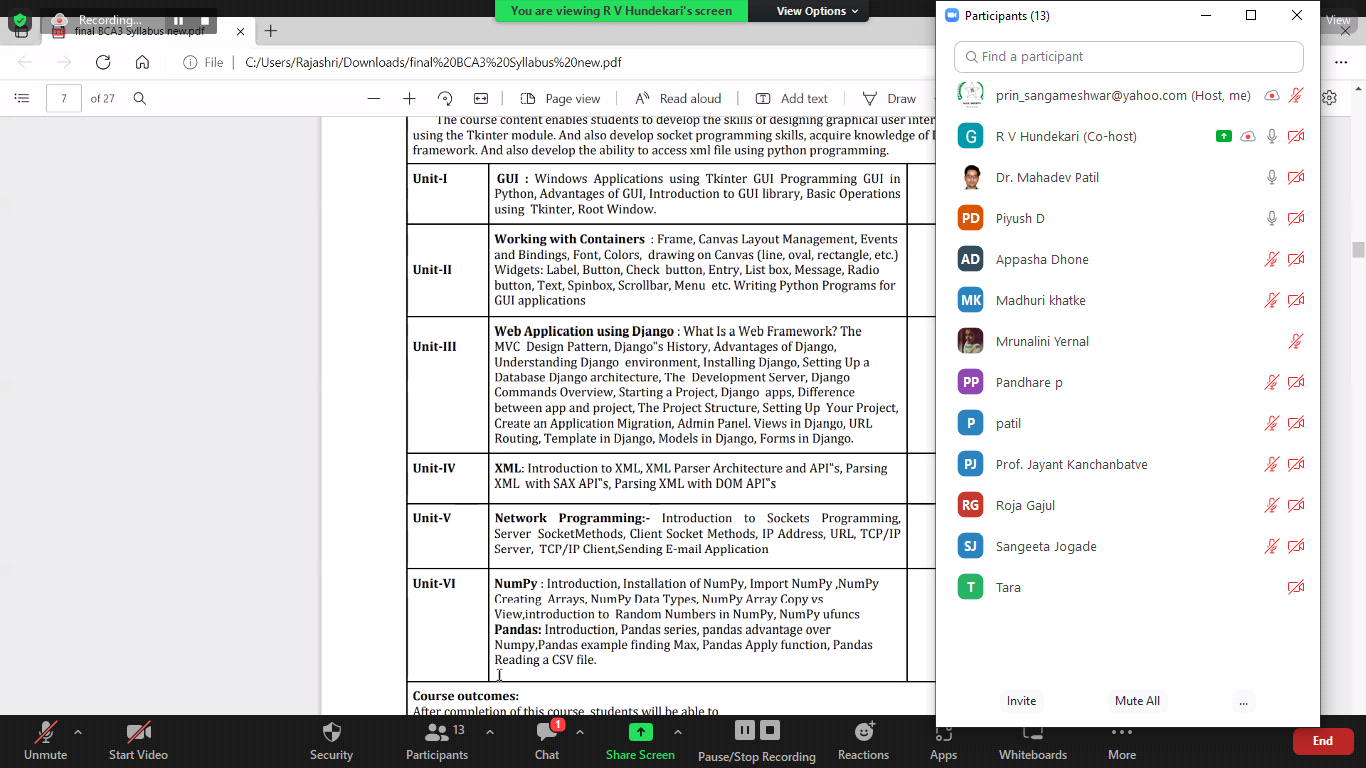 Recording...
You are viewing R V Hundekari's screen
View Options
View
final BCA3 Syllabus new.pdf
File
C:/Users/Rajashri/Downloads/final%20BCA3%20Syllabus%20new.pdf
7 of 27
Page view
Read aloud
Add text
Draw
The course content enables students to develop the skills of designing graphical user
using the Tkinter module. And also develop socket programming skills, acquire knowledge of
framework. And also develop the ability to access xml file using python programming.
Unit-I
GUI : Windows Applications using Tkinter GUI Programming GUI in
Python, Advantages of GUI, Introduction to GUI library, Basic Operations
using Tkinter, Root Window.
Unit-II
Working with Containers : Frame, Canvas Layout Management, Events
and Bindings, Font, Colors, drawing on Canvas (line, oval, rectangle, etc.)
Widgets: Label, Button, Check button, Entry, List box, Message, Radio
button, Text, Spinbox, Scrollbar, Menu etc. Writing Python Programs for
GUI applications
Unit-III
Web Application using Django : What Is a Web Framework? The
MVC Design Pattern, Django‟s History, Advantages of Django,
Understanding Django environment, Installing Django, Setting Up a
Database Django architecture, The Development Server, Django
Commands Overview, Starting a Project, Django apps, Difference
between app and project, The Project Structure, Setting Up Your Project,
Create an Application Migration, Admin Panel. Views in Django, URL
Routing, Template in Django, Models in Django, Forms in Django.
Unit-IV
XML: Introduction to XML, XML Parser Architecture and API‟s, Parsing
XML with SAX API‟s, Parsing XML with DOM API‟s
Unit-V
Network Programming:- Introduction to Sockets Programming,
Server SocketMethods, Client Socket Methods, IP Address, URL, TCP/IP
Server, TCP/IP Client,Sending E-mail Application
Unit-VI
NumPy : Introduction, Installation of NumPy, Import NumPy ,NumPy
Creating Arrays, NumPy Data Types, NumPy Array Copy vs
View,introduction to Random Numbers in NumPy, NumPy ufuncs
Pandas: Introduction, Pandas series, pandas advantage over
Numpy,Pandas example finding Max, Pandas Apply function, Pandas
Reading a CSV file.
Course outcomes:
After completion of this course students will be able to
Participants (13)
Find a participant
prin_sangameshwar@yahoo.com (Host, me)
G R V Hundekari (Co-host)
Dr. Mahadev Patil
PD Piyush D
AD Appasha Dhone
MK Madhuri khatke
Mrunalini Yernal
PP Pandhare p
P patil
PJ Prof. Jayant Kanchanbatve
RG Roja Gajul
SJ Sangeeta Jogade
T Tara
Invite
Mute All
...
Unmute
Start Video
Security
13
Participants
1
Chat
Share Screen
Pause/Stop Recording
Reactions
Apps
Whiteboards
More
End